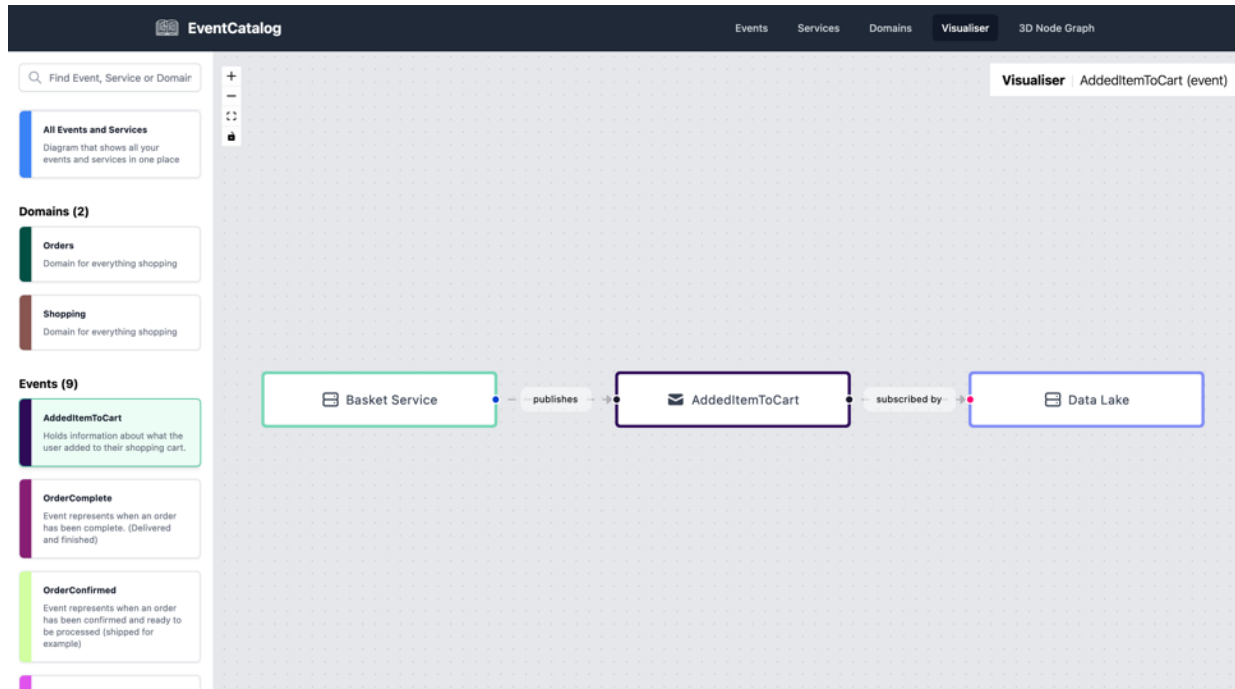 EventCatalog
Events
Services
Domains
Visualiser
3D Node Graph
Find Event, Service or Domain
All Events and Services
Diagram that shows all your
events and services in one place
Domains (2)
Orders
Domain for everything shopping
Shopping
Domain for everything shopping
Events (9)
AddedItemToCart
Holds information about what the
user added to their shopping cart.
OrderComplete
Event represents when an order
has been complete. (Delivered
and finished)
OrderConfirmed
Event represents when an order
has been confirmed and ready to
be processed (shipped for
example)
Visualiser
AddedItemToCart (event)
Basket Service
publishes
AddedItemToCart
subscribed by
Data Lake